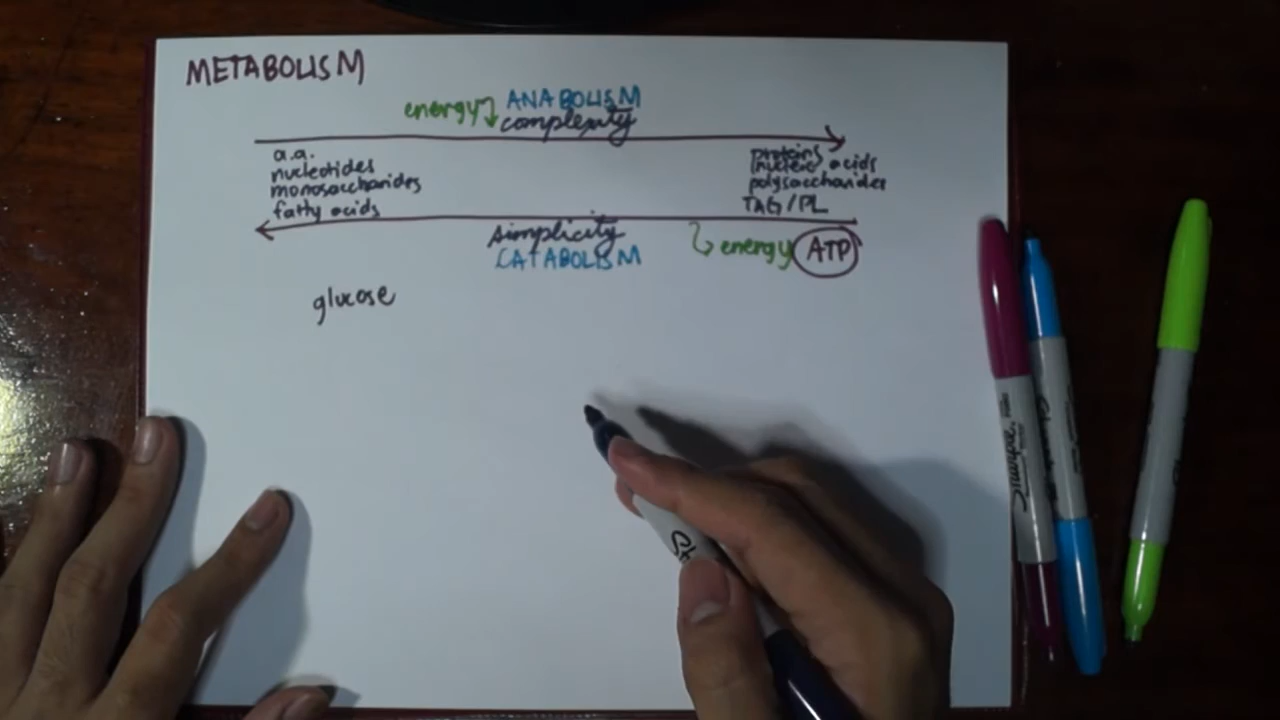 METABOLISM
energy ANABOLISM
complexity
a.a.
nucleotides
monosaccharides
fatty acids
proteins
nucleic acids
polysaccharides
TAG/PL
simplicity
CATABOLISM
energy ATP
glucose
Sharpie